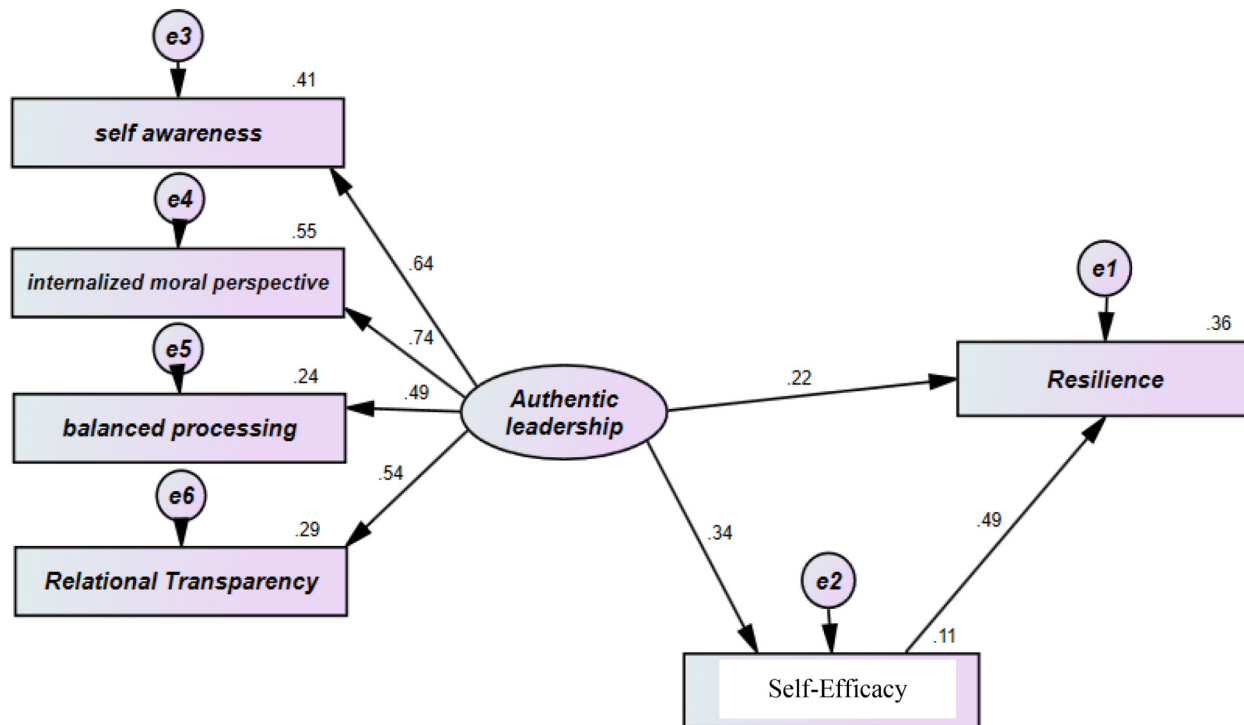 e3
.41
self awareness
e4
.55
internalized moral perspective
.64
e1
.74
.36
e5
.24
.49
Authentic
leadership
.22
Resilience
balanced processing
e6
.54
.29
.34
.49
Relational Transparency
e2
.11
Self-Efficacy